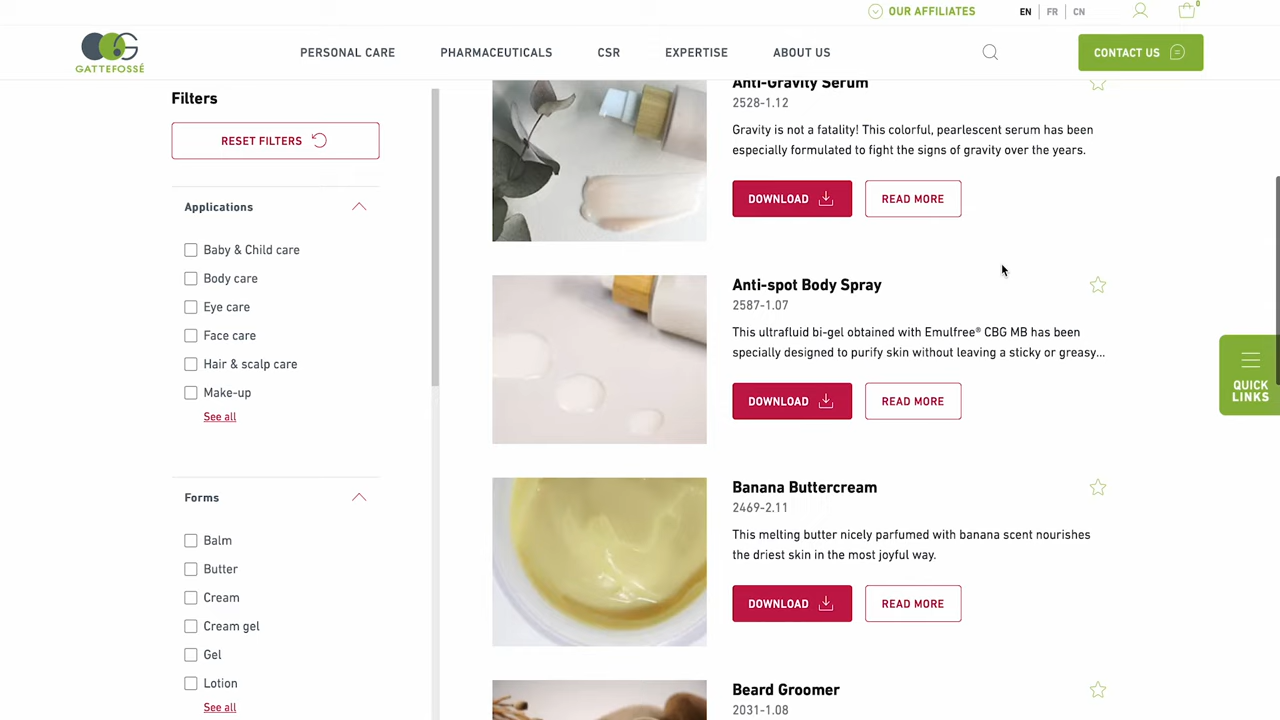 OUR AFFILIATES
EN | FR | CN
0
GATTEFOSSÉ
PERSONAL CARE
PHARMACEUTICALS
CSR
EXPERTISE
ABOUT US
CONTACT US
Filters
RESET FILTERS
Applications
Baby & Child care
Body care
Eye care
Face care
Hair & scalp care
Make-up
See all
Forms
Balm
Butter
Cream
Cream gel
Gel
Lotion
See all
Anti-Gravity Serum
2528-1.12
Gravity is not a fatality! This colorful, pearlescent serum has been
especially formulated to fight the signs of gravity over the years.
DOWNLOAD
READ MORE
Anti-spot Body Spray
2587-1.07
This ultrafluid bi-gel obtained with Emulfree® CBG MB has been
specially designed to purify skin without leaving a sticky or greasy...
DOWNLOAD
READ MORE
Banana Buttercream
2469-2.11
This melting butter nicely parfumed with banana scent nourishes
the driest skin in the most joyful way.
DOWNLOAD
READ MORE
Beard Groomer
2031-1.08
QUICK
LINKS